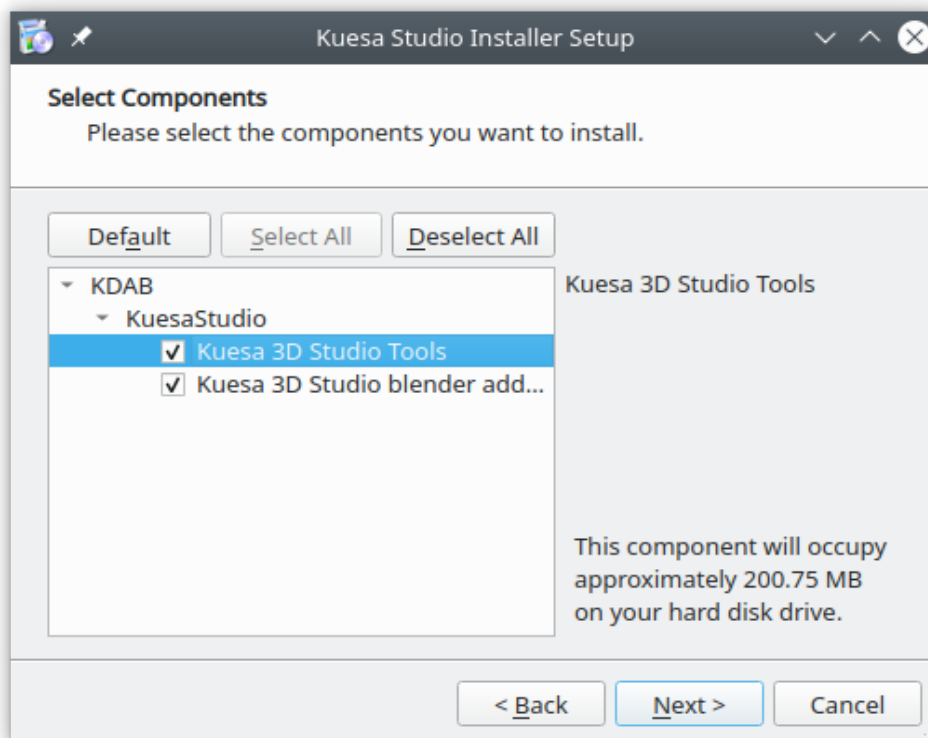 Kuesa Studio Installer Setup
Select Components
Please select the components you want to install.
Default
Select All
Deselect All
KDAB
KuesaStudio
Kuesa 3D Studio Tools
Kuesa 3D Studio blender add...
Kuesa 3D Studio Tools
This component will occupy
approximately 200.75 MB
on your hard disk drive.
< Back
Next >
Cancel